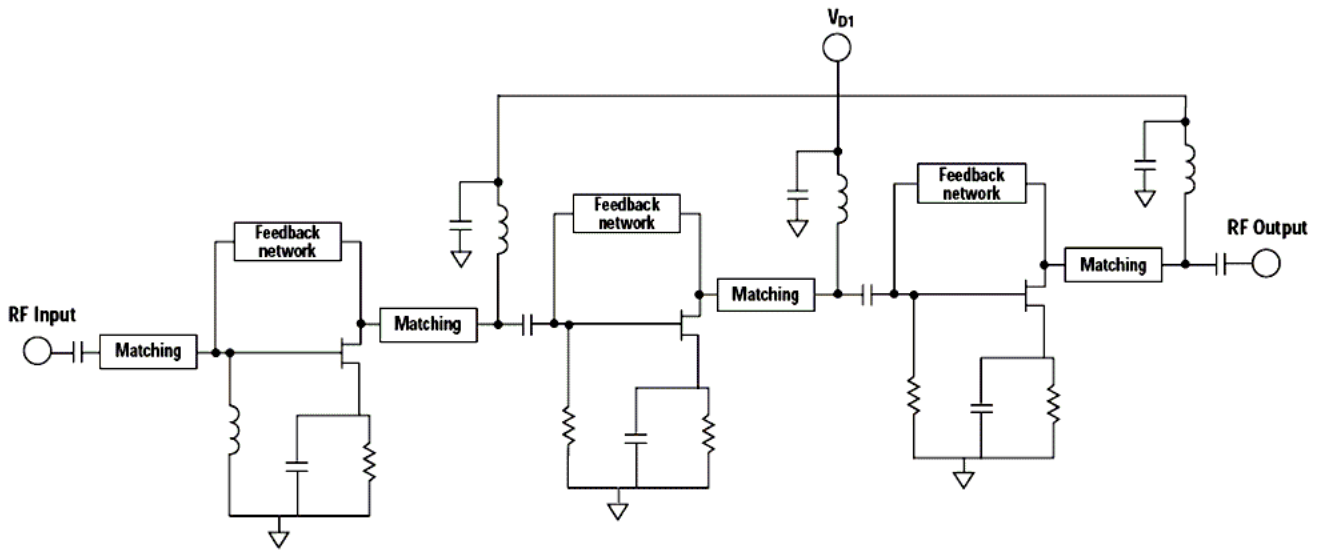 V_D1
Feedback
network
RF Output
Matching
Feedback
network
Matching
Feedback
network
Matching
RF Input
Matching